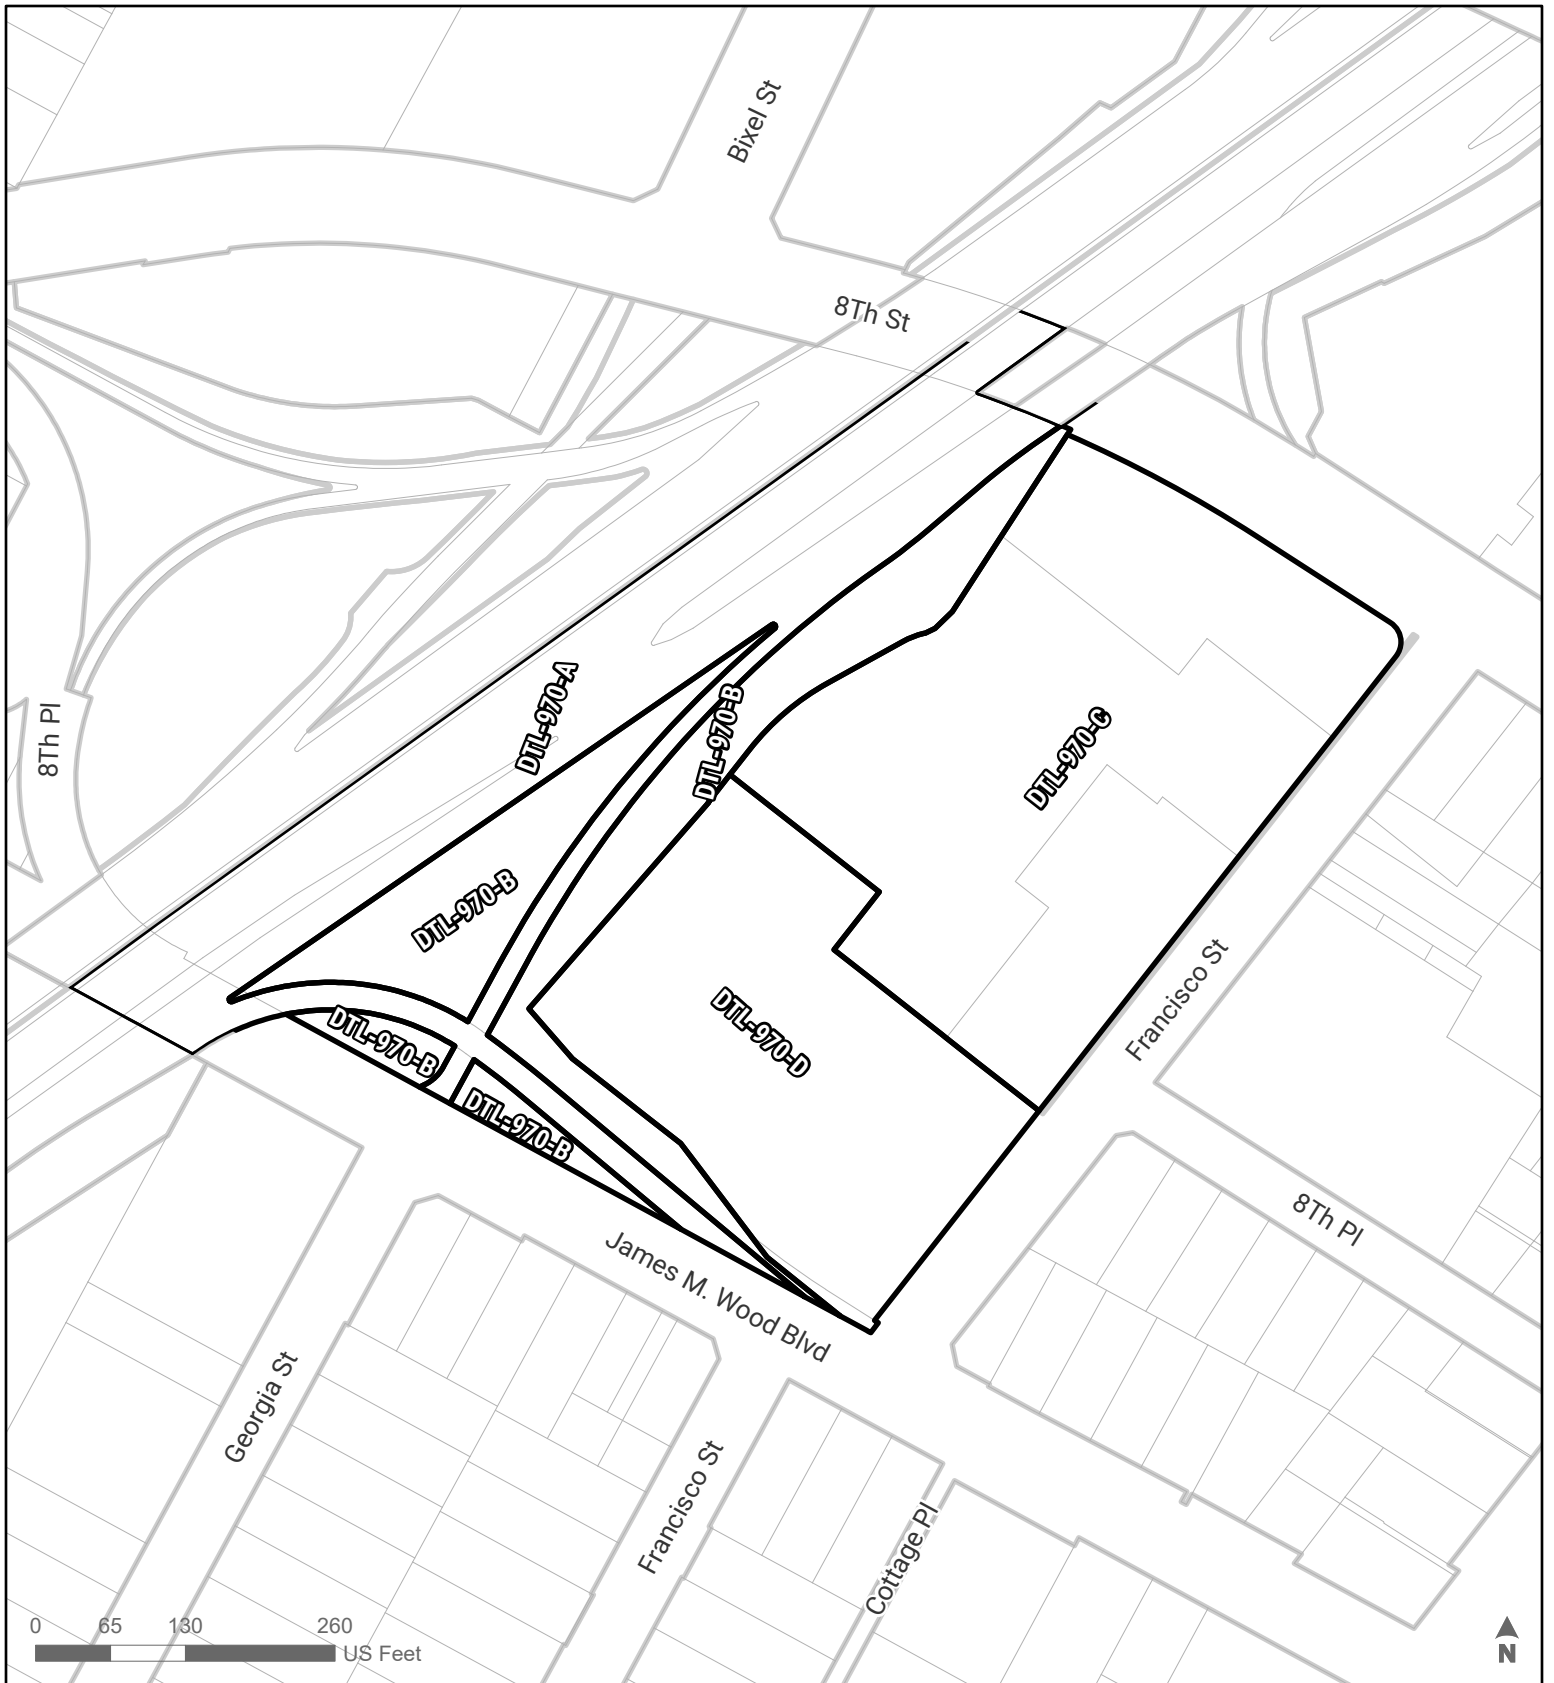 Bixel St
8Th St
DTL-970-A
DTL-970-B
8Th Pl
DTL-970-C
DTL-970-B
Francisco St
DTL-970-D
DTL-970-B
DTL-970-B
8Th Pl
James M. Wood Blvd
Georgia St
Francisco St
Cottage Pl
0 65 130 260
US Feet
N